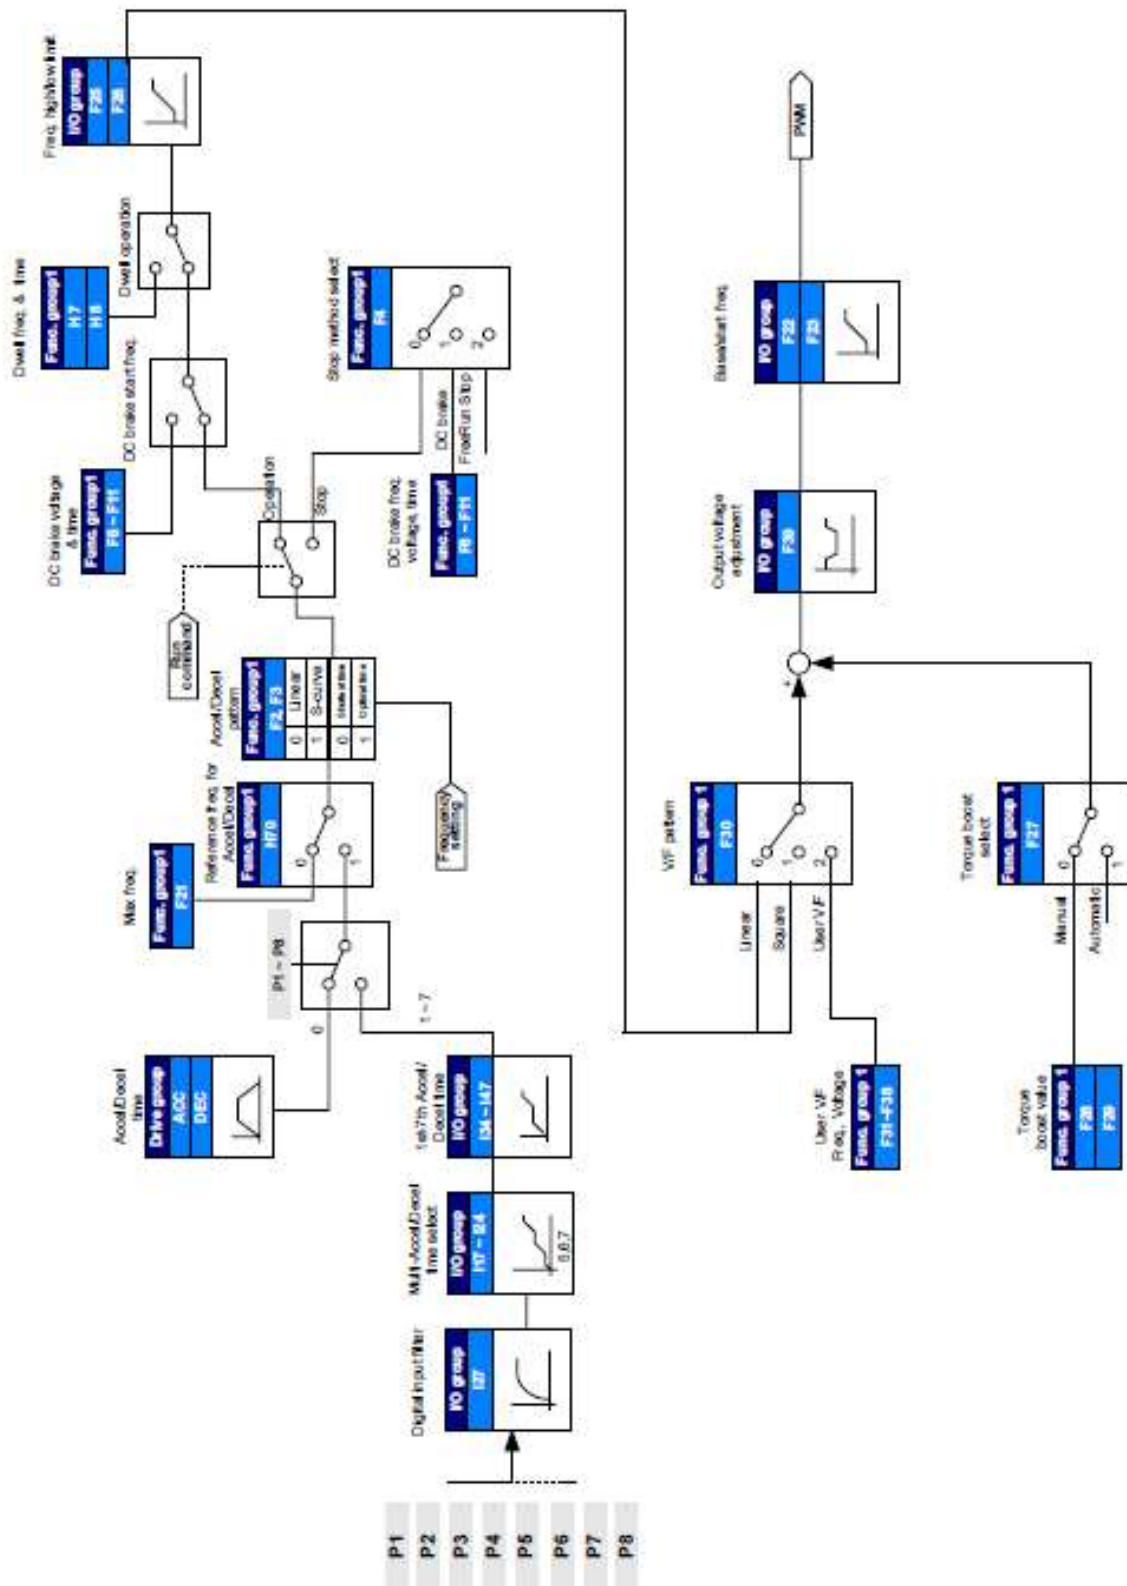 P1
P2
P3
P4
P5
P6
P7
P8
Digital input filter
I/O group
I27
Multi-Accel/Decel
time select
I/O group
I17 ~ I24
5,6,7
1st~7th Accel/
Decel time
I/O group
I34 ~ I47
1 ~ 7
Accel/Decel
time
Drive group
ACC
DEC
0
P1 ~ P8
Max freq.
Func. group1
F21
Reference freq. for
Accel/Decel
Func. group1
H70
0
1
Accel/Decel
pattern
Func. group1
F2, F3
0 Linear
1 S-curve
0
1
Frequency
setting
Run
command
Operation
Stop
DC brake voltage
& time
Func. group1
F8 ~ F11
DC brake start freq.
Dwell freq. & time
Func. group1
H7
H8
Dwell operation
Freq. high/low limit.
I/O group
F25
F26
DC brake freq.
voltage, time
Func. group1
F8 ~ F11
DC brake
FreeRun Stop
Stop method select
Func. group1
F4
0
1
2
User V/F
Freq., Voltage
Func. group 1
F31~F38
Linear
Square
User V/F
V/F pattern
Func. group 1
F30
0
1
2
+
Output voltage
adjustment
I/O group
F39
Base/start freq.
I/O group
F22
F23
PWM
Torque
boost value
Func. group 1
F28
F29
Manual
Automatic
Torque boost
select
Func. group 1
F27
0
1